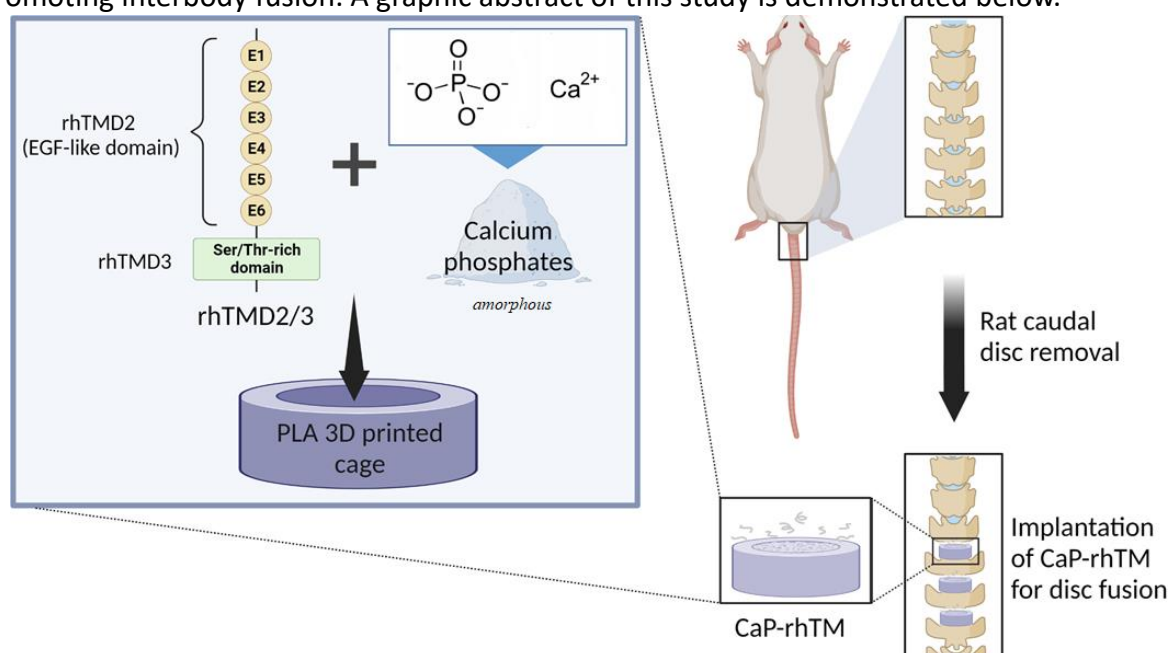 omoting interbody fusion. A graphic abstract of this study is demonstrated below.
E1
E2
E3
E4
E5
E6
rhTMD2
(EGF-like domain)
Ser/Thr-rich
domain
rhTMD3
rhTMD2/3
+
O
⁻O P O⁻
O⁻
Ca²⁺
Calcium
phosphates
amorphous
PLA 3D printed
cage
Rat caudal
disc removal
CaP-rhTM
Implantation
of CaP-rhTM
for disc fusion